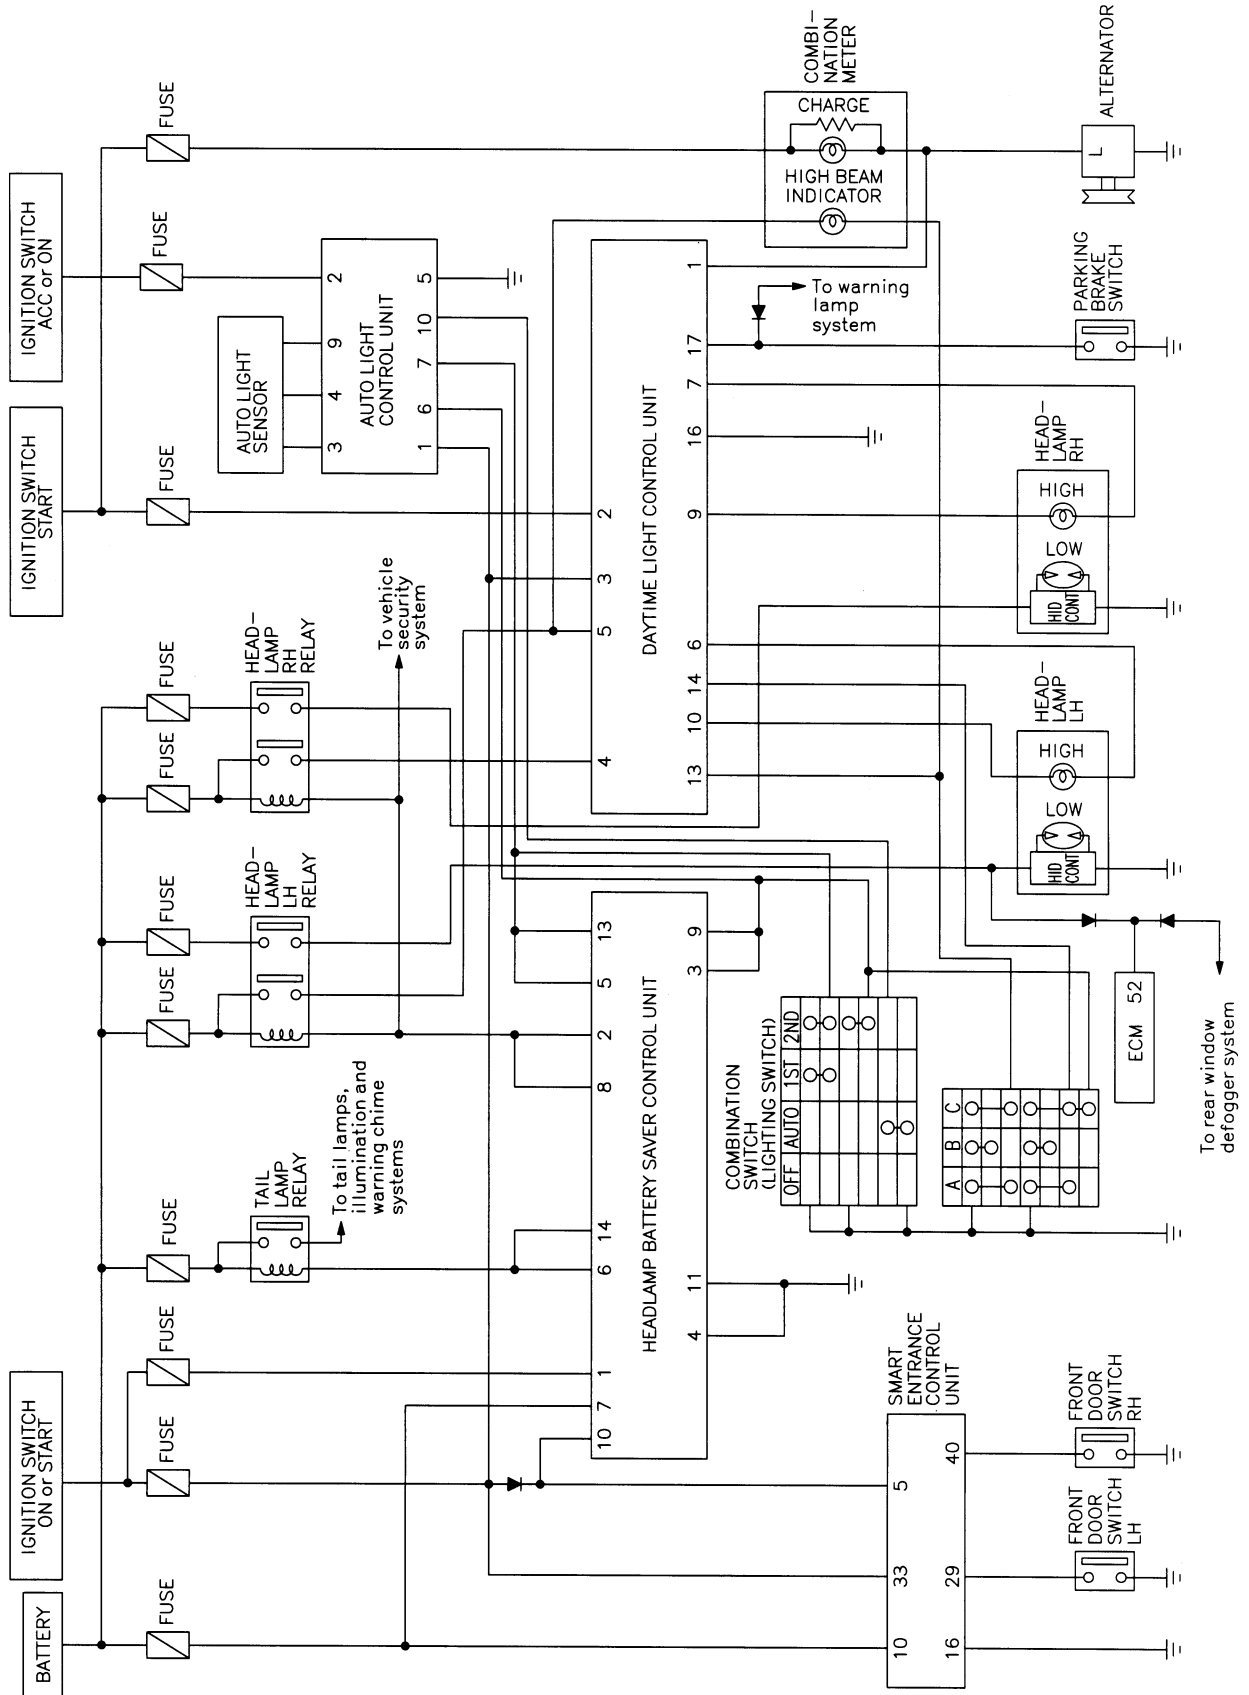 BATTERY
IGNITION SWITCH
ON or START
IGNITION SWITCH
START
IGNITION SWITCH
ACC or ON
FUSE
FUSE
FUSE
FUSE
FUSE
FUSE
FUSE
FUSE
FUSE
FUSE
FUSE
TAIL
LAMP
RELAY
HEAD-
LAMP
LH
RELAY
HEAD-
LAMP
RH
RELAY
To tail lamps,
illumination and
warning chime
systems
To vehicle
security
system
AUTO LIGHT
SENSOR
3 4 9 2
AUTO LIGHT
CONTROL UNIT
1 6 7 10 5
10 7 1 6 14 8 2 5 13
HEADLAMP BATTERY SAVER CONTROL UNIT
4 11 3 9
4 5 3 2
DAYTIME LIGHT CONTROL UNIT
13 10 14 6 9 16 7 17 1
COMBI-
NATION
METER
CHARGE
HIGH BEAM
INDICATOR
To warning
lamp
system
SMART
ENTRANCE
CONTROL
UNIT
10 33 5
16 29 40
COMBINATION
SWITCH
(LIGHTING SWITCH)
OFF AUTO 1ST 2ND
A B C
FRONT
DOOR
SWITCH
LH
FRONT
DOOR
SWITCH
RH
ECM 52
To rear window
defogger system
HEAD-
LAMP
LH
HIGH
LOW
HID
CONT
HEAD-
LAMP
RH
HIGH
LOW
HID
CONT
PARKING
BRAKE
SWITCH
ALTERNATOR
L